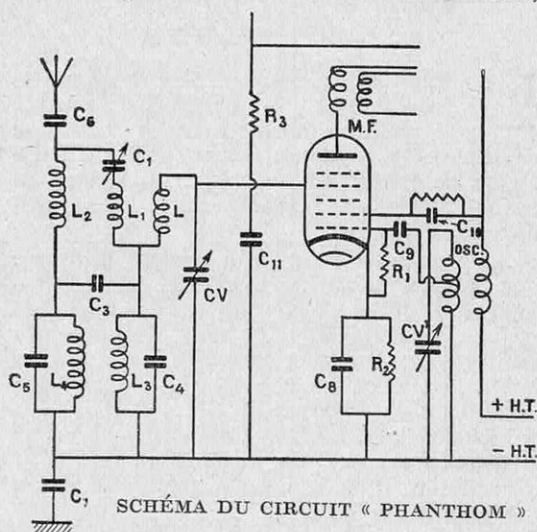 C₆
C₁
L₂
L₁
L
C₃
CV
C₅
L₄
L₃
C₄
C₇
R₃
C₁₁
M.F.
C₁₀
C₉
OSC.
R₁
CV'
C₈
R₂
+ H.T.
- H.T.
SCHÉMA DU CIRCUIT « PHANTHOM »